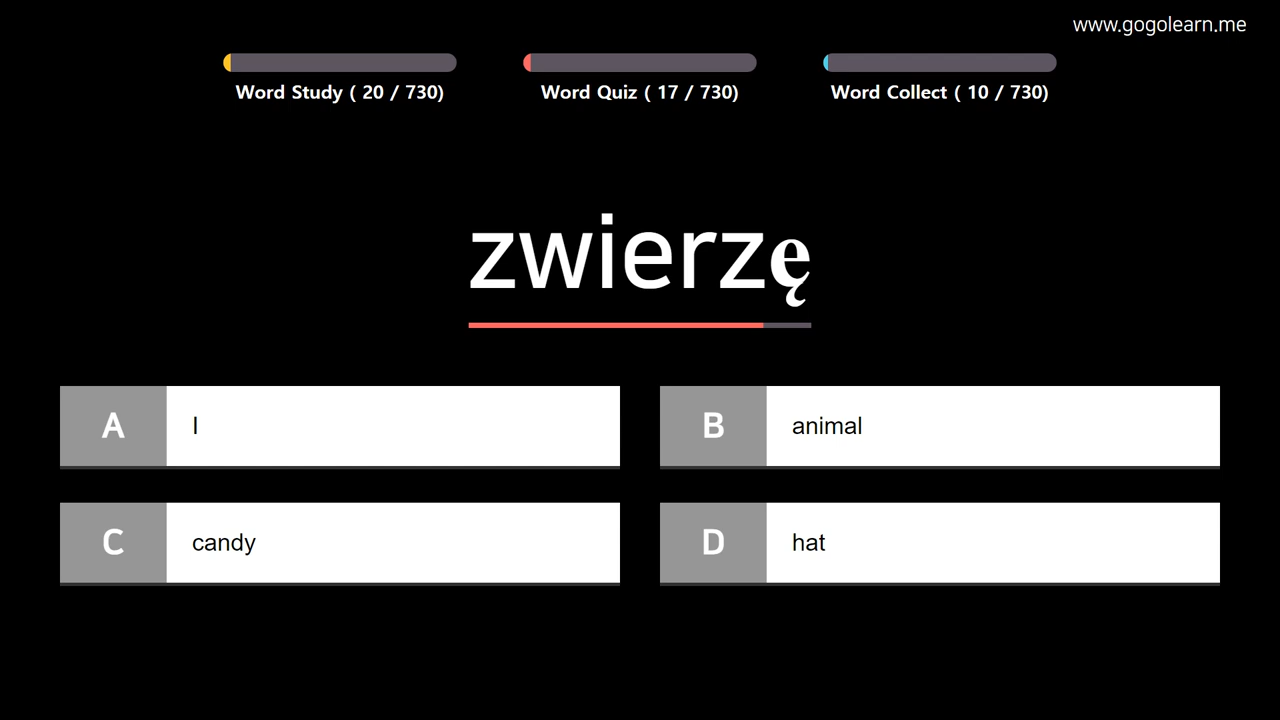 www.gogolearn.me
Word Study ( 20 / 730)
Word Quiz ( 17 / 730)
Word Collect ( 10 / 730)
zwierzę
A I
B animal
C candy
D hat